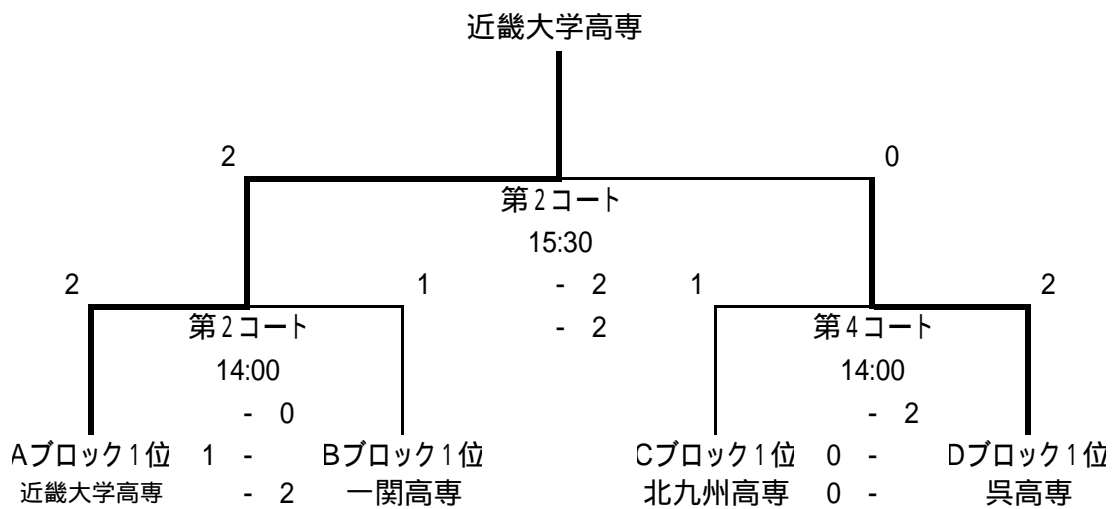 近畿大学高専
2
0
第2コート
15:30
- 2
- 2
2
1
1
2
第2コート
14:00
- 0
1 -
- 2
第4コート
14:00
- 2
0 -
0 -
Aブロック1位
近畿大学高専
Bブロック1位
一関高専
Cブロック1位
北九州高専
Dブロック1位
呉高専